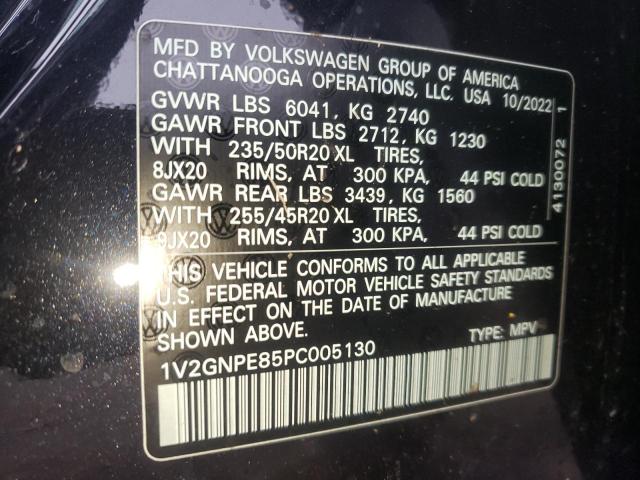 MFD BY VOLKSWAGEN GROUP OF AMERICA
CHATTANOOGA OPERATIONS, LLC. USA 10/2022
GVWR LBS 6041, KG 2740
GAWR FRONT LBS 2712, KG 1230
WITH 235/50R20 XL TIRES,
8JX20 RIMS, AT 300 KPA, 44 PSI COLD
GAWR REAR LBS 3439, KG 1560
WITH 255/45R20 XL TIRES,
9JX20 RIMS, AT 300 KPA, 44 PSI COLD
THIS VEHICLE CONFORMS TO ALL APPLICABLE
U.S. FEDERAL MOTOR VEHICLE SAFETY STANDARDS
IN EFFECT ON THE DATE OF MANUFACTURE
SHOWN ABOVE. TYPE: MPV
1V2GNPE85PC005130
4130072 1